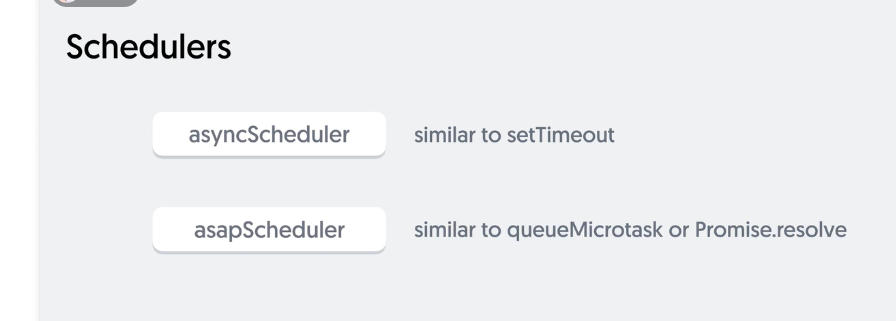 Schedulers
asyncScheduler similar to setTimeout
asapScheduler similar to queueMicrotask or Promise.resolve